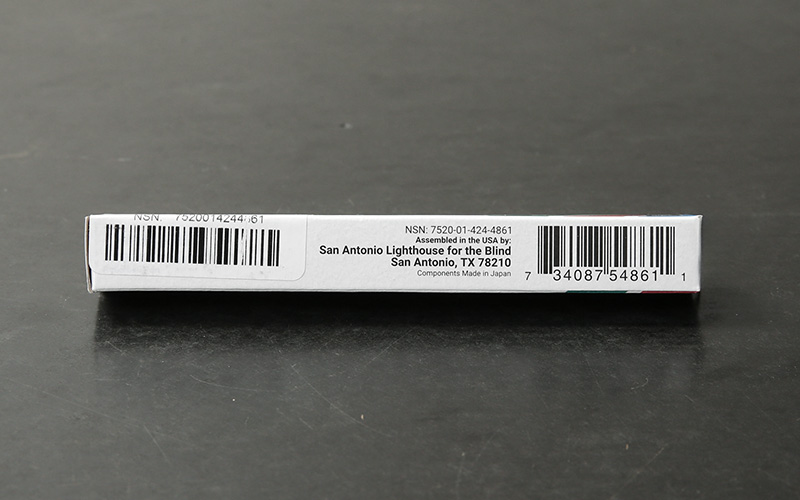 NSN: 7520014244861
NSN: 7520-01-424-4861
Assembled in the USA by:
San Antonio Lighthouse for the Blind
San Antonio, TX 78210
Components Made in Japan
7 34087 54861 1